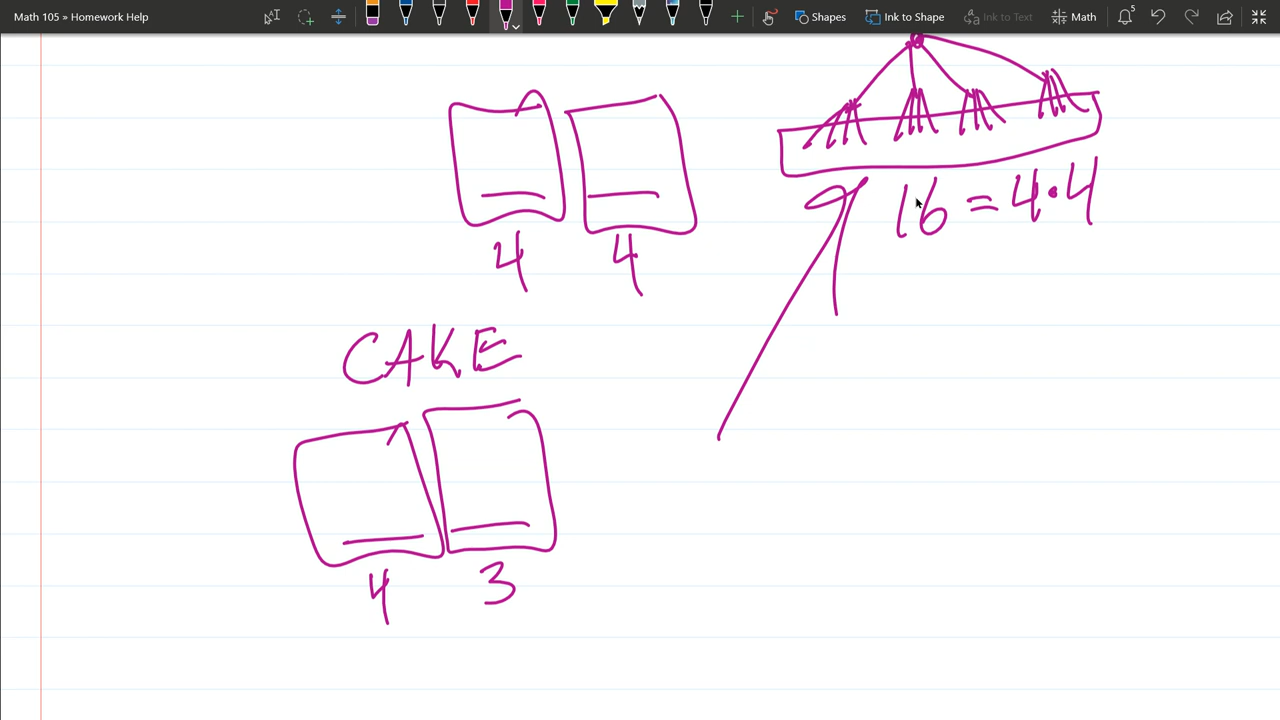 Math 105 » Homework Help
Ink to Text
Shapes
Ink to Shape
Math
5
16 = 4·4
4 4
CAKE
4 3